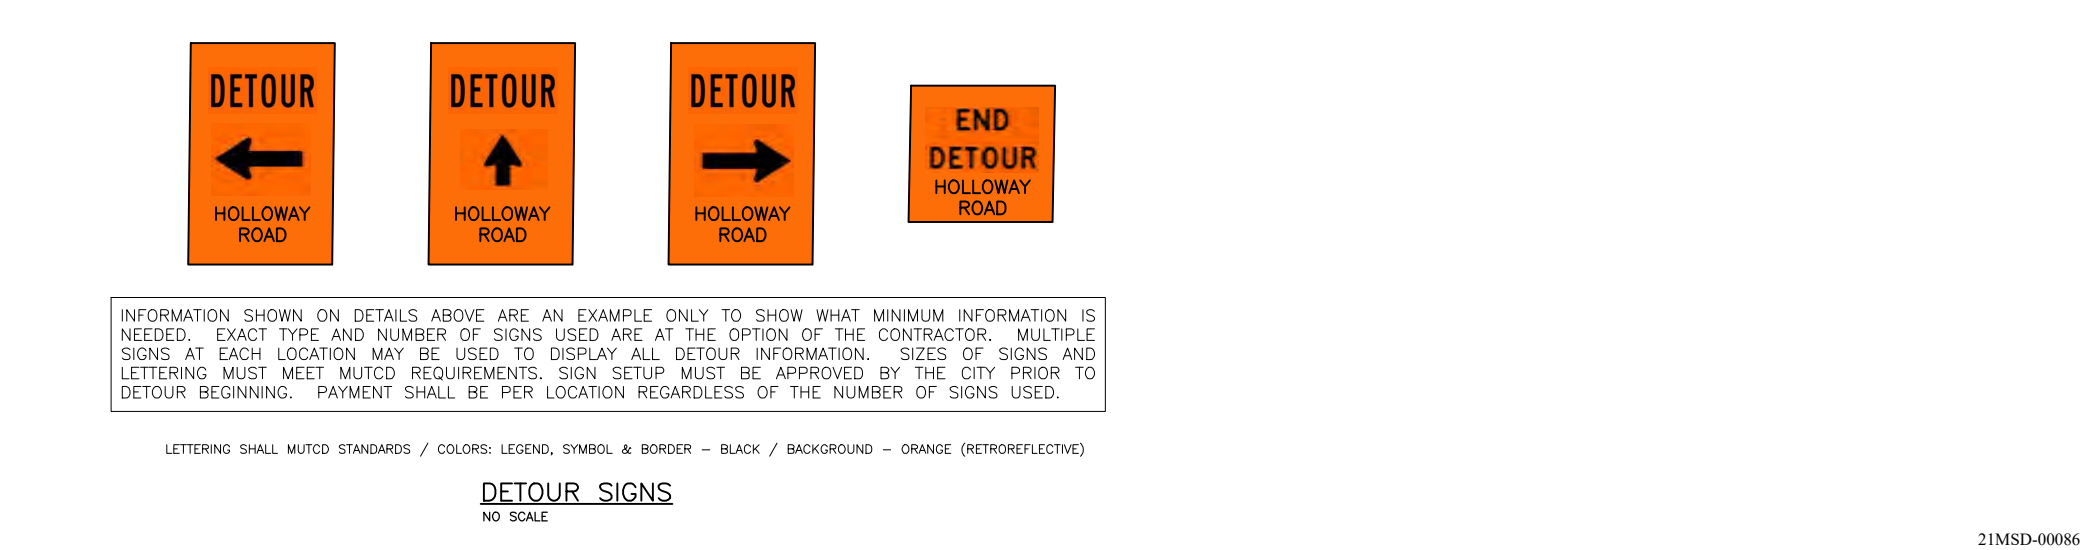 DETOUR
HOLLOWAY
ROAD
DETOUR
HOLLOWAY
ROAD
DETOUR
HOLLOWAY
ROAD
END
DETOUR
HOLLOWAY
ROAD
INFORMATION SHOWN ON DETAILS ABOVE ARE AN EXAMPLE ONLY TO SHOW WHAT MINIMUM INFORMATION IS
NEEDED. EXACT TYPE AND NUMBER OF SIGNS USED ARE AT THE OPTION OF THE CONTRACTOR. MULTIPLE
SIGNS AT EACH LOCATION MAY BE USED TO DISPLAY ALL DETOUR INFORMATION. SIZES OF SIGNS AND
LETTERING MUST MEET MUTCD REQUIREMENTS. SIGN SETUP MUST BE APPROVED BY THE CITY PRIOR TO
DETOUR BEGINNING. PAYMENT SHALL BE PER LOCATION REGARDLESS OF THE NUMBER OF SIGNS USED.
LETTERING SHALL MUTCD STANDARDS / COLORS: LEGEND, SYMBOL & BORDER – BLACK / BACKGROUND – ORANGE (RETROREFLECTIVE)
DETOUR SIGNS
NO SCALE
21MSD-00086